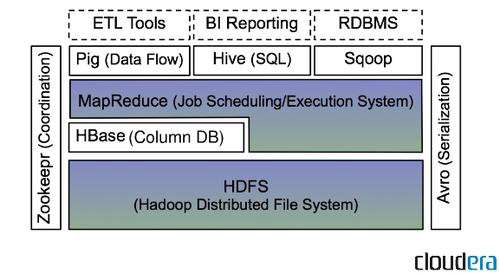 ETL Tools
BI Reporting
RDBMS
Pig (Data Flow)
Hive (SQL)
Sqoop
MapReduce (Job Scheduling/Execution System)
HBase (Column DB)
HDFS
(Hadoop Distributed File System)
Zookeepr (Coordination)
Avro (Serialization)
cloudera